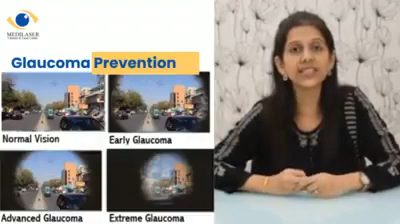 MEDILASER
Glaucoma Prevention
Normal Vision
Early Glaucoma
Advanced Glaucoma
Extreme Glaucoma